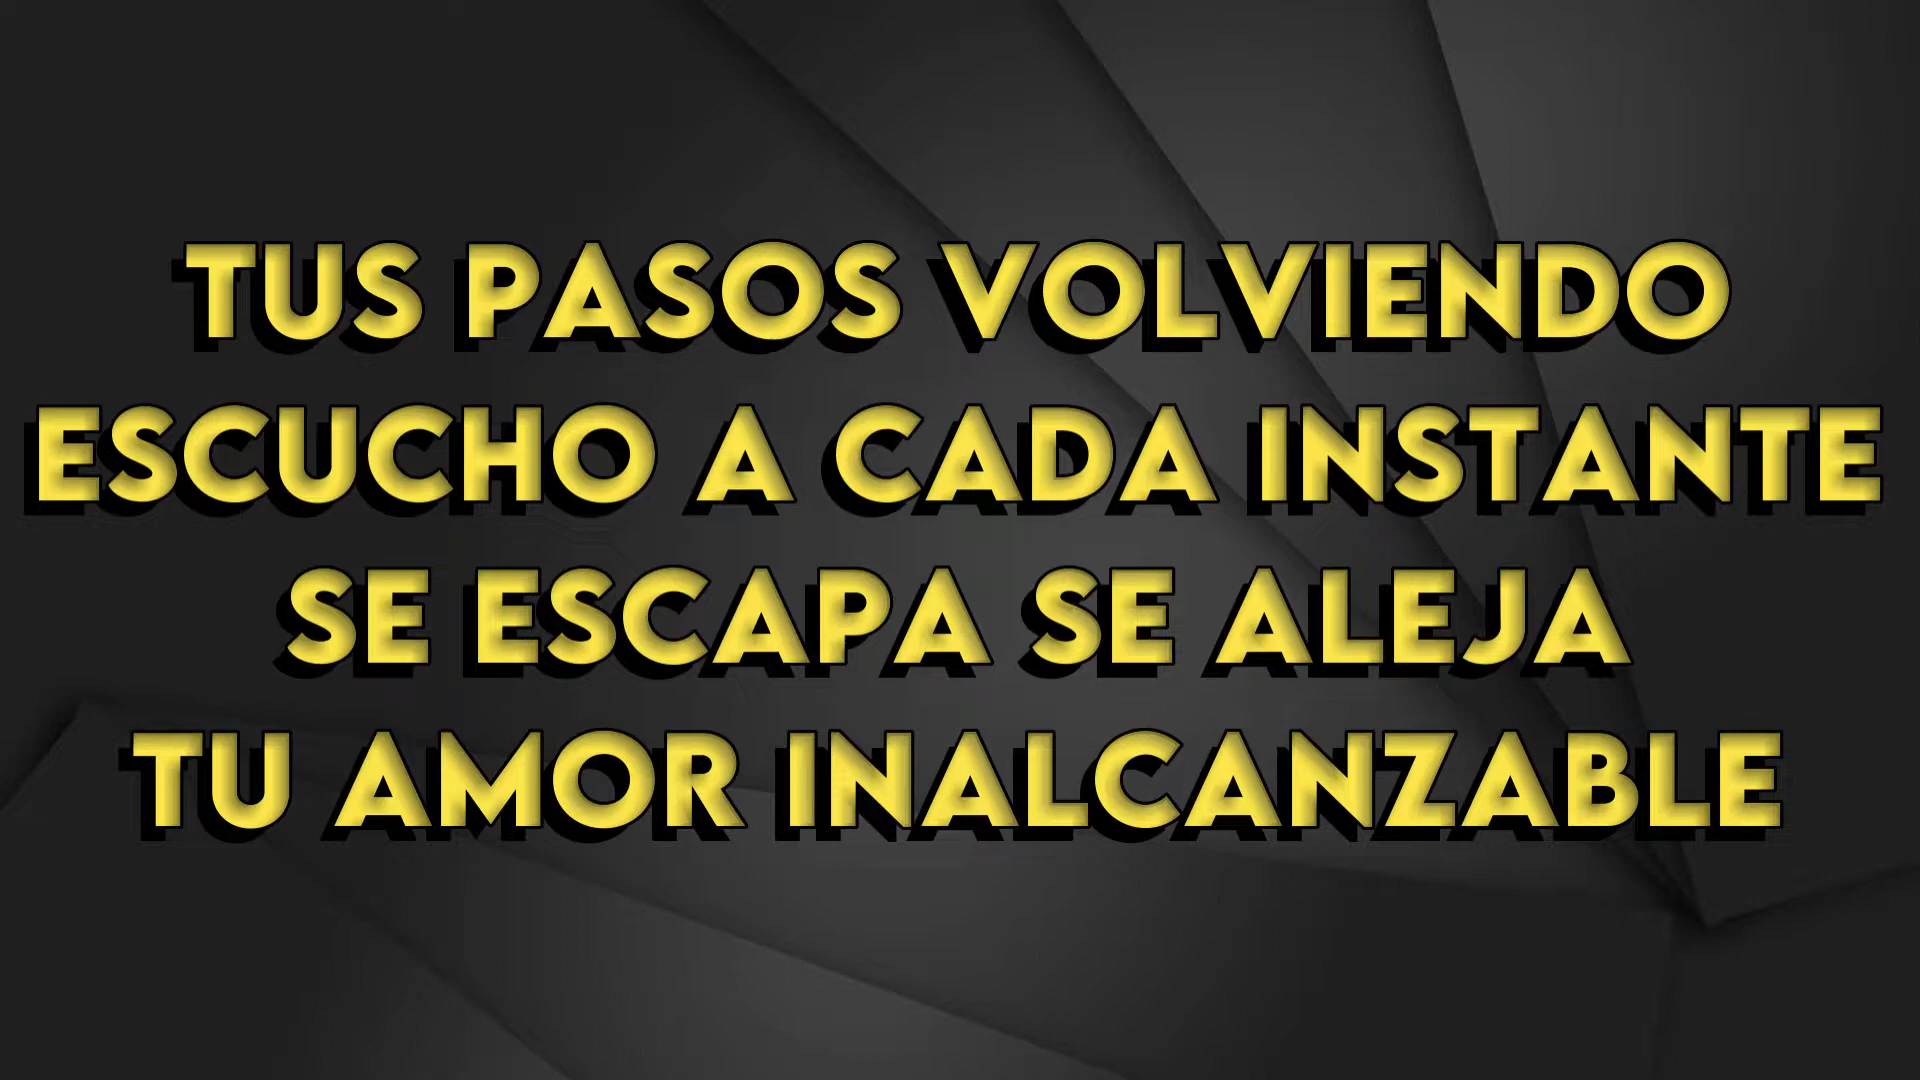 TUS PASOS VOLVIENDO
ESCUCHO A CADA INSTANTE
SE ESCAPA SE ALEJA
TU AMOR INALCANZABLE